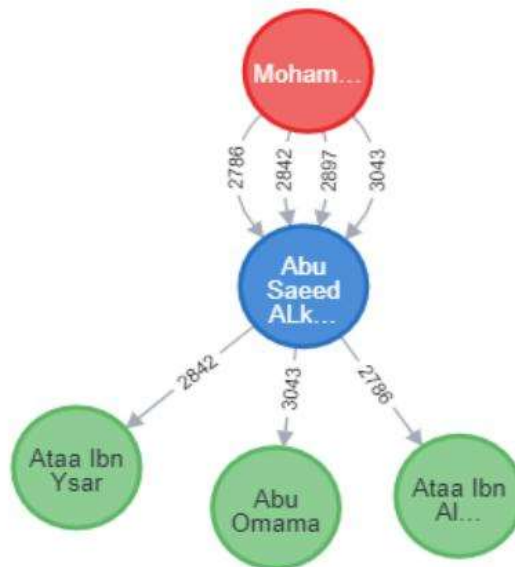 Moham...
2786
2842
2897
3043
Abu
Saeed
ALk...
2842
3043
2786
Ataa Ibn
Ysar
Abu
Omama
Ataa Ibn
Al...